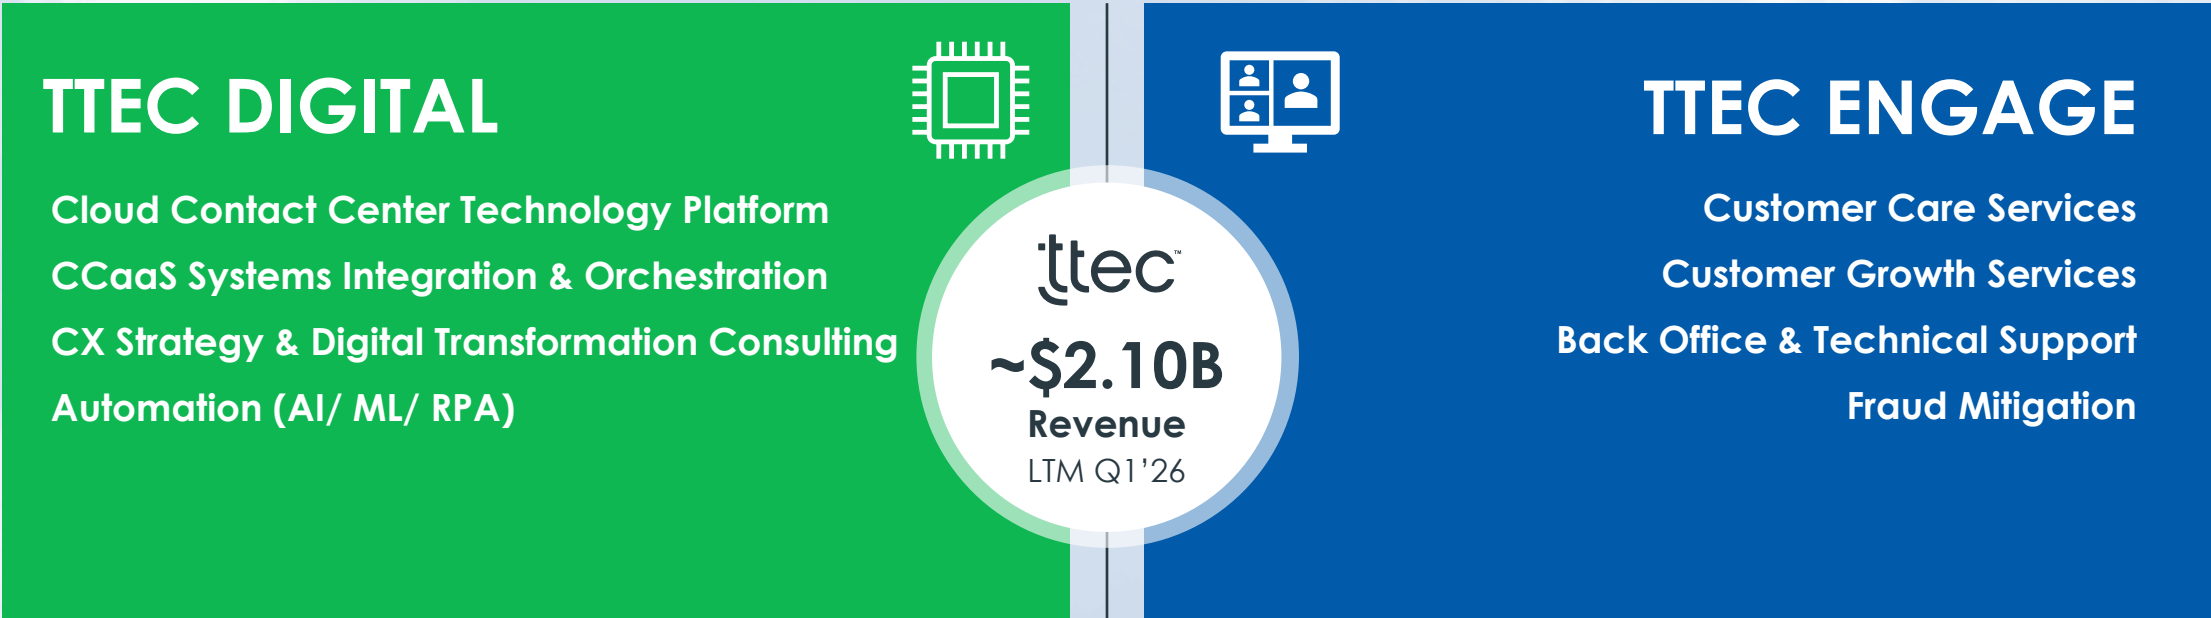 TTEC DIGITAL
Cloud Contact Center Technology Platform
CCaaS Systems Integration & Orchestration
CX Strategy & Digital Transformation Consulting
Automation (AI/ ML/ RPA)
ttec™
~$2.10B
Revenue
LTM Q1’26
TTEC ENGAGE
Customer Care Services
Customer Growth Services
Back Office & Technical Support
Fraud Mitigation